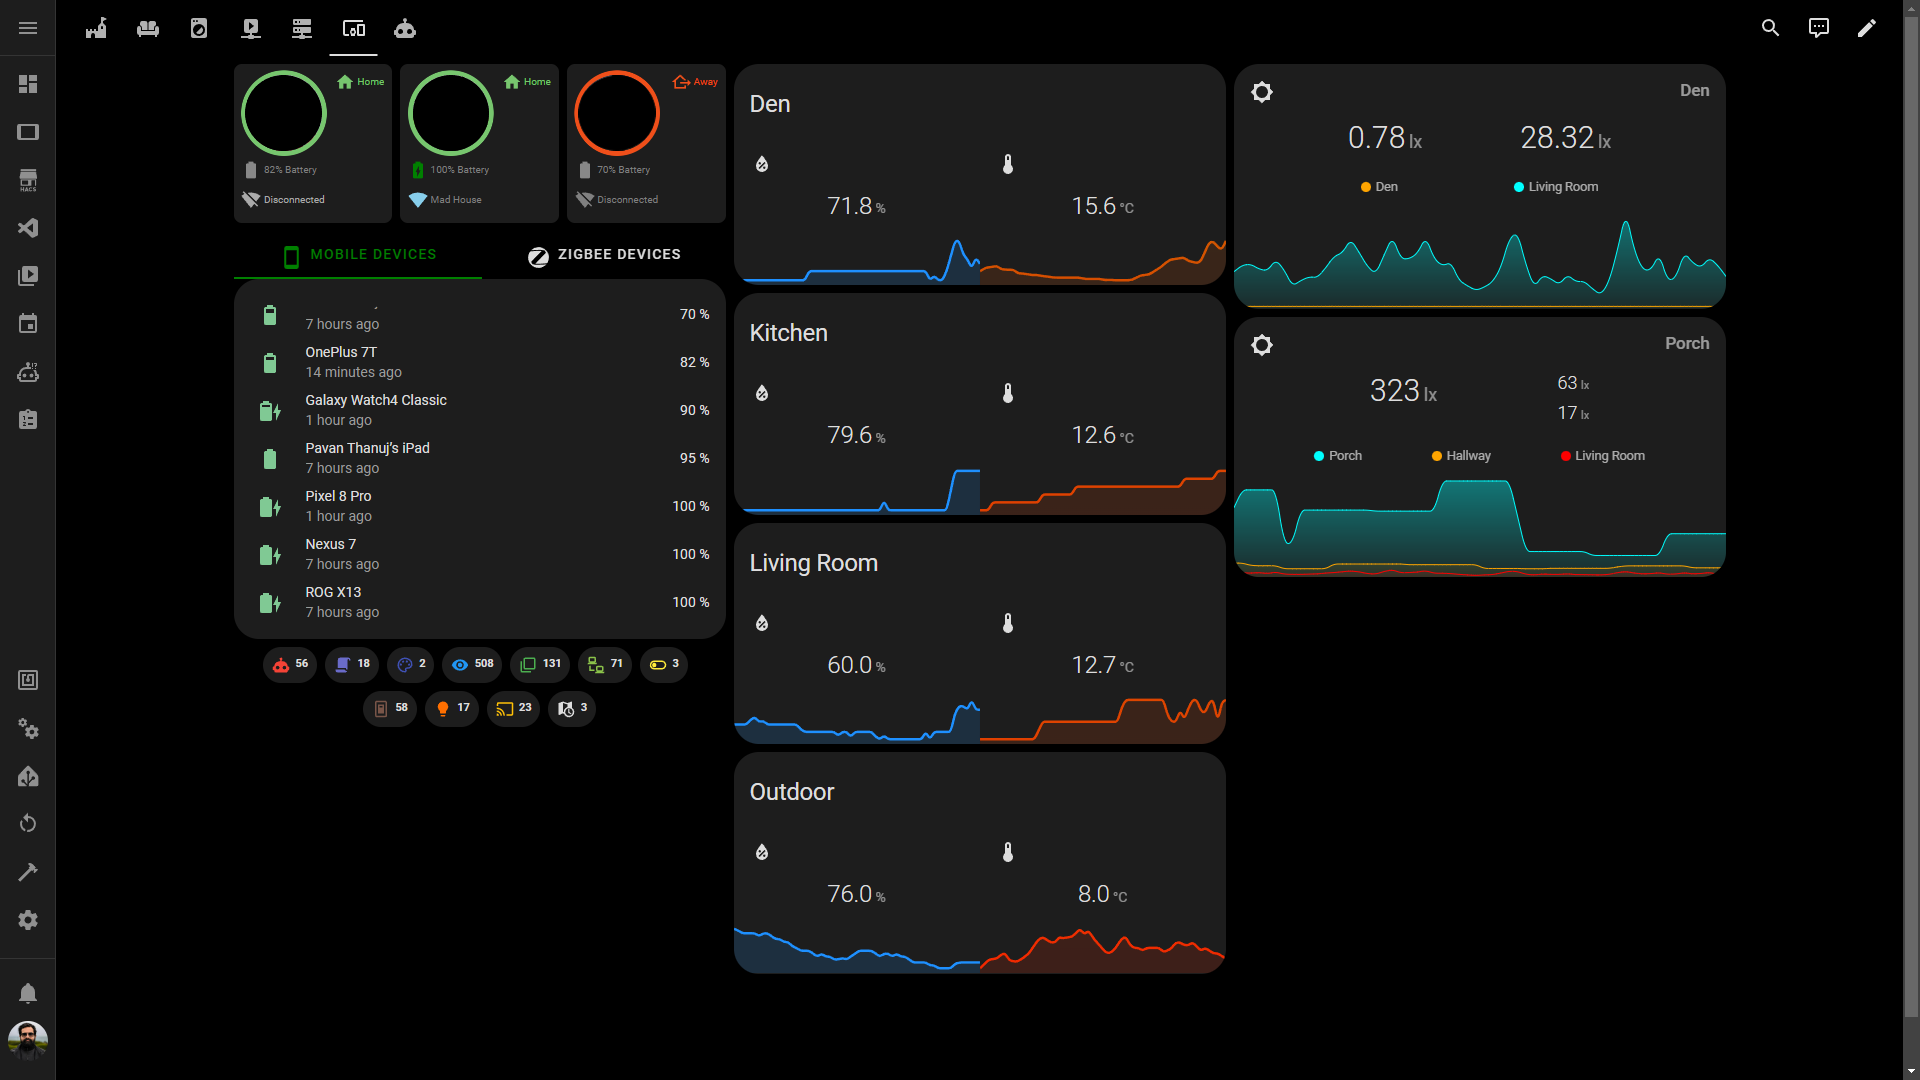 HACS
Home
82% Battery
Disconnected
Home
100% Battery
Mad House
Away
70% Battery
Disconnected
MOBILE DEVICES
ZIGBEE DEVICES
7 hours ago
70 %
OnePlus 7T
14 minutes ago
82 %
Galaxy Watch4 Classic
1 hour ago
90 %
Pavan Thanuj’s iPad
7 hours ago
95 %
Pixel 8 Pro
1 hour ago
100 %
Nexus 7
7 hours ago
100 %
ROG X13
7 hours ago
100 %
56
18
2
508
131
71
3
58
17
23
3
Den
71.8 %
15.6 °C
Kitchen
79.6 %
12.6 °C
Living Room
60.0 %
12.7 °C
Outdoor
76.0 %
8.0 °C
Den
0.78 lx
28.32 lx
Den
Living Room
Porch
323 lx
63 lx
17 lx
Porch
Hallway
Living Room